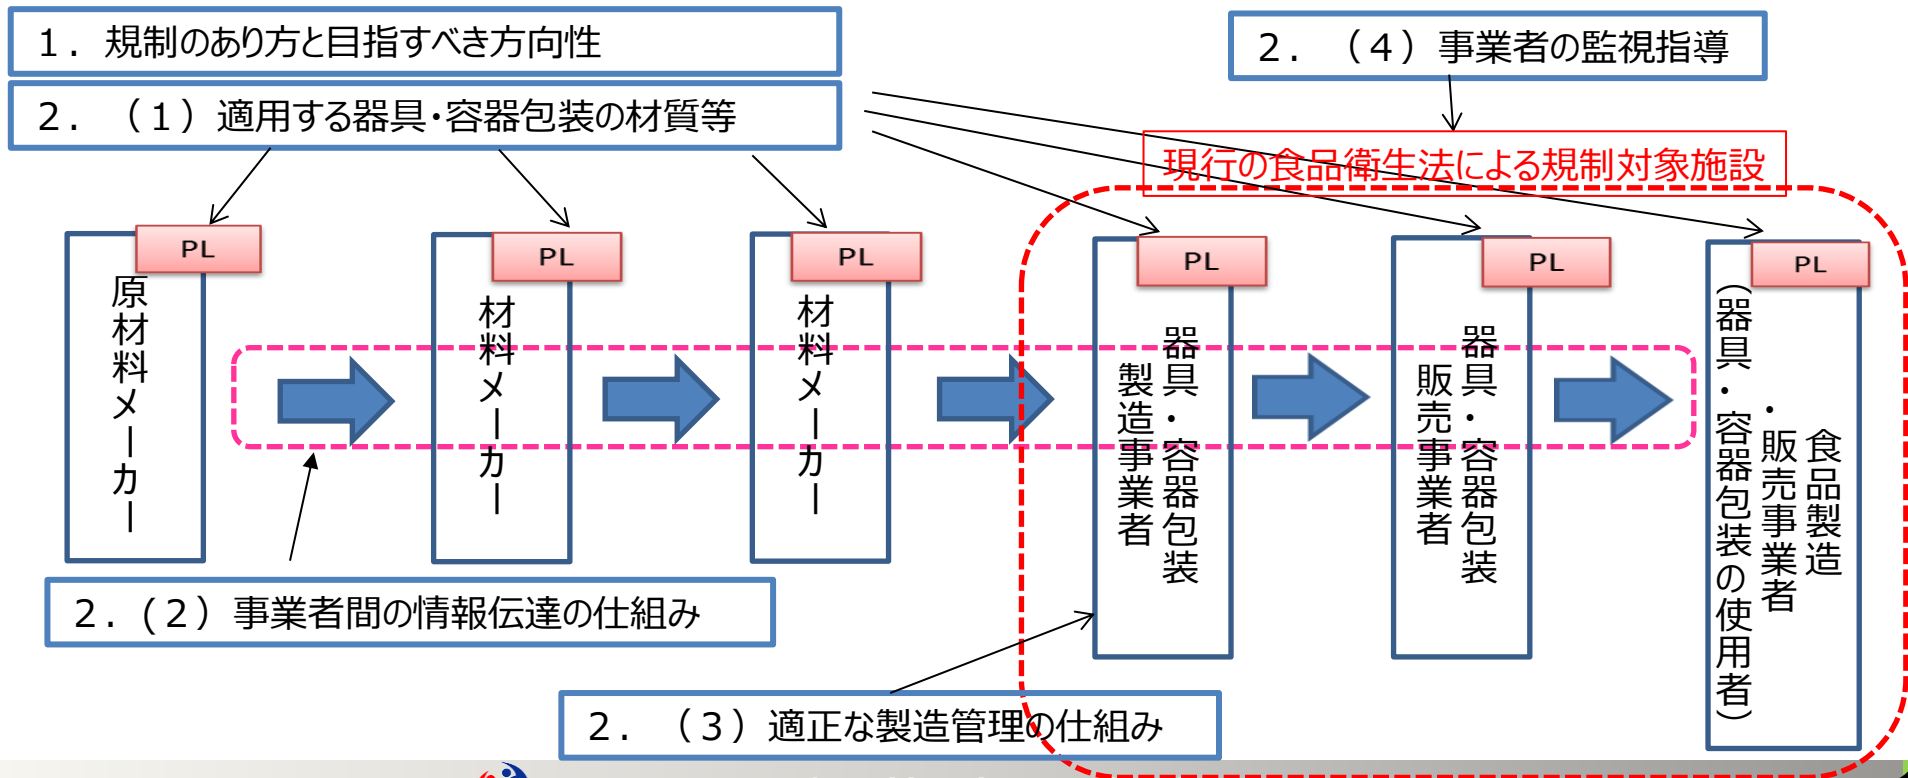 １．規制のあり方と目指すべき方向性
２．（１）適用する器具・容器包装の材質等
２．（４）事業者の監視指導
現行の食品衛生法による規制対象施設
PL
原材料メーカー
PL
材料メーカー
PL
材料メーカー
PL
器具・容器包装
製造事業者
PL
器具・容器包装
販売事業者
PL
食品製造
・販売事業者
（器具・容器包装の使用者）
２．(２）事業者間の情報伝達の仕組み
２．（３）適正な製造管理の仕組み